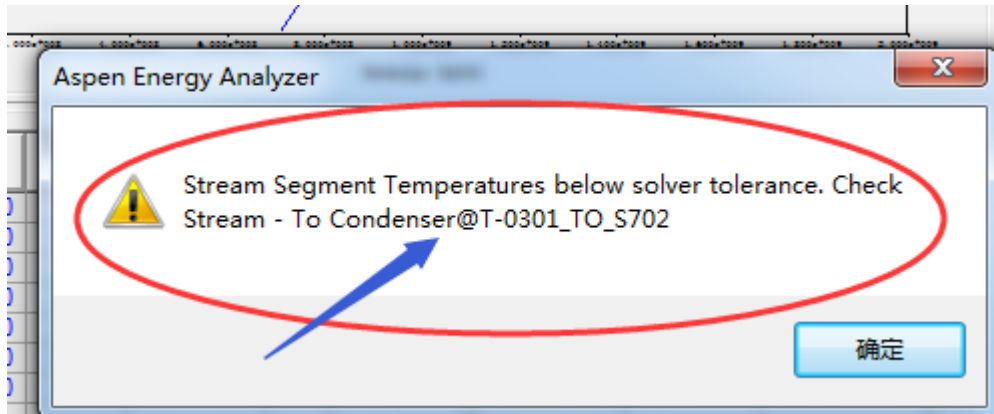 Aspen Energy Analyzer
Stream Segment Temperatures below solver tolerance. Check
Stream - To Condenser@T-0301_TO_S702
确定